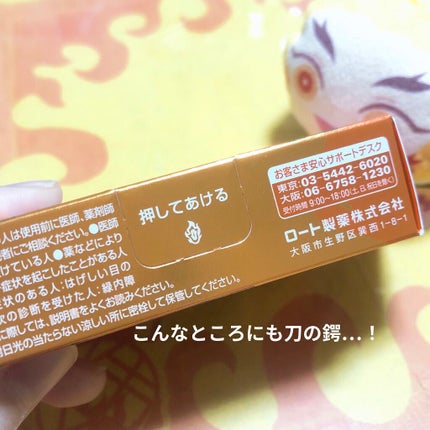 お客さま安心サポートデスク
東京:03-5442-6020
大阪:06-6758-1230
受付時間 9:00~18:00(土、日、祝日を除く)
ロート製薬株式会社
大阪市生野区巽西1-8-1
押してあける
人は使用前に医師、薬剤師
者にご相談ください。●医師
けている人 ●薬などにより
症状を起こしたことがある人
状のある人:はげしい目の
の診断を受けた人:緑内障
に際しては、説明書をよくお読みください。
日光の当たらない涼しい所に密栓して保管してください。
こんなところにも刀の鍔…！